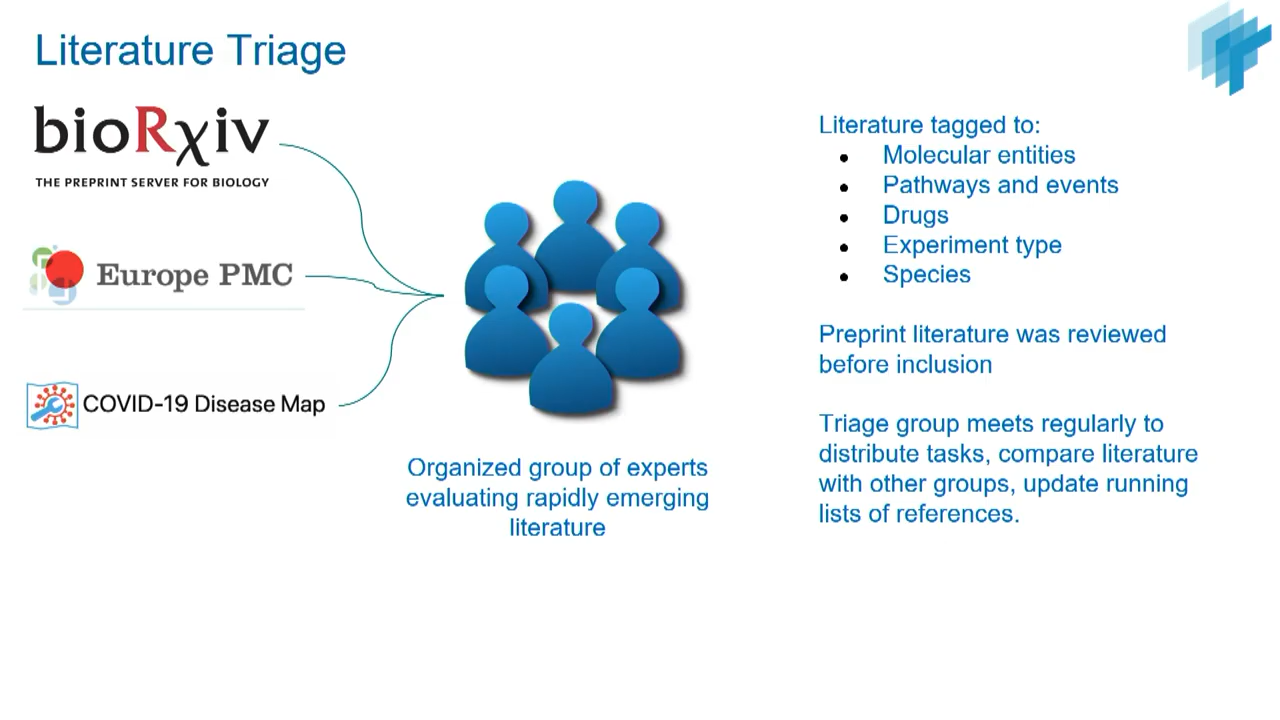 Literature Triage
bioRxiv
THE PREPRINT SERVER FOR BIOLOGY
Europe PMC
COVID-19 Disease Map
Organized group of experts
evaluating rapidly emerging
literature
Literature tagged to:
• Molecular entities
• Pathways and events
• Drugs
• Experiment type
• Species
Preprint literature was reviewed
before inclusion
Triage group meets regularly to
distribute tasks, compare literature
with other groups, update running
lists of references.